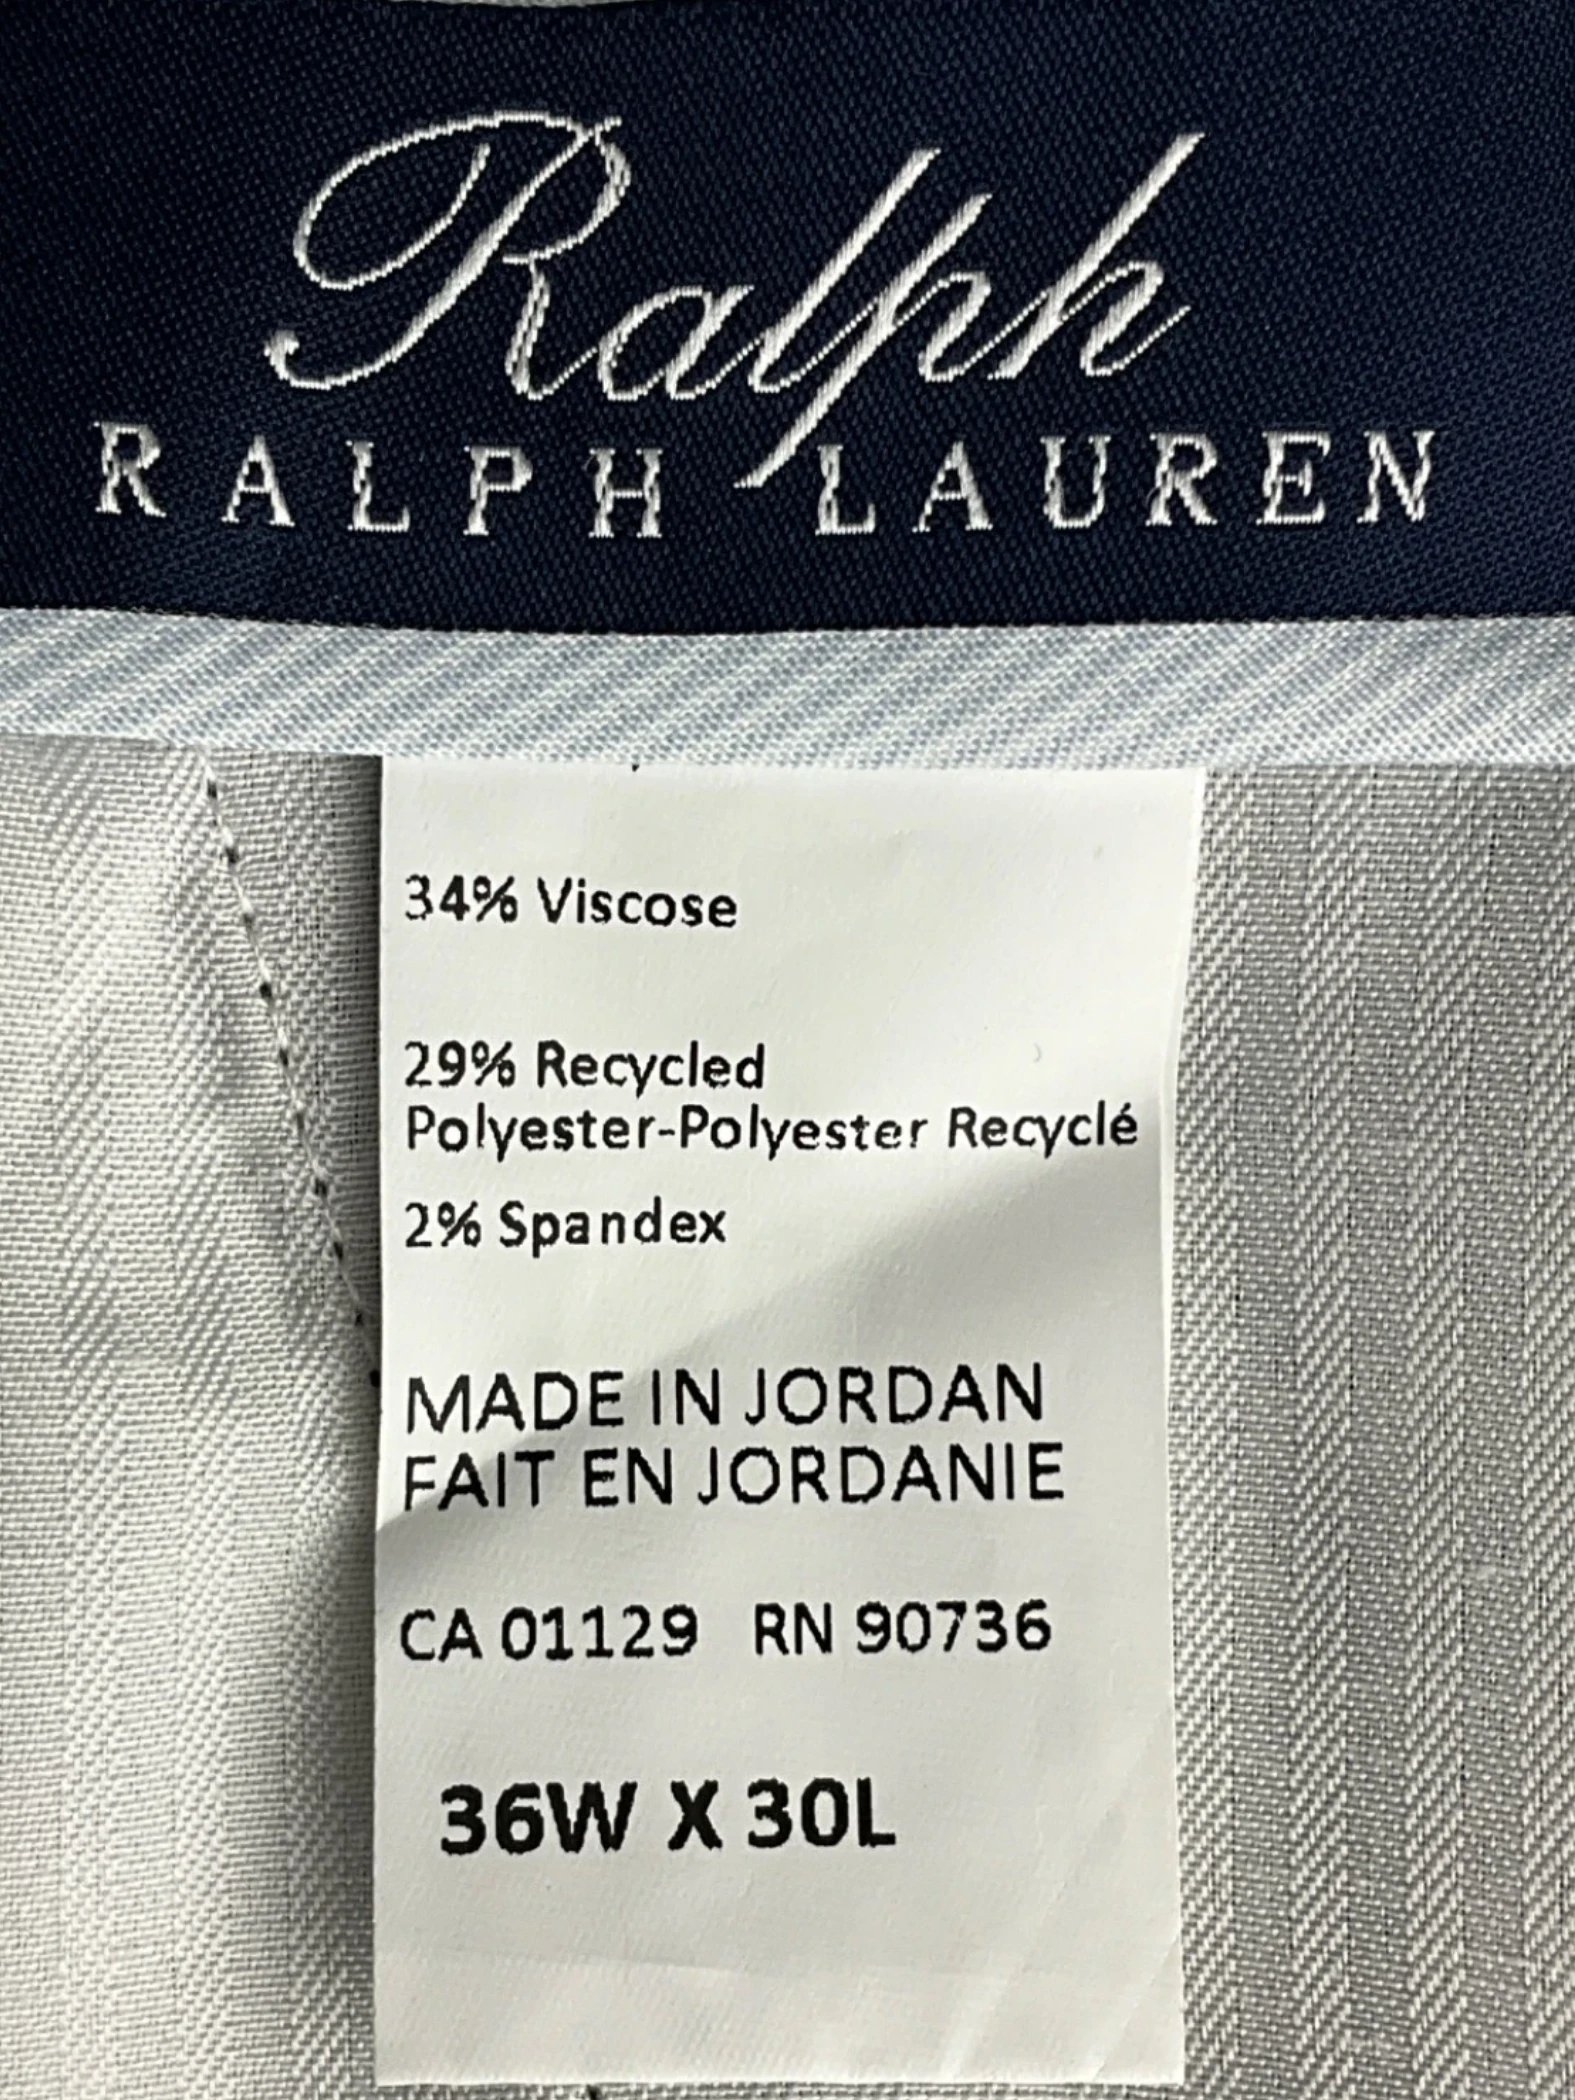 Ralph
RALPH LAUREN
34% Viscose
29% Recycled
Polyester-Polyester Recyclé
2% Spandex
MADE IN JORDAN
FAIT EN JORDANIE
CA 01129 RN 90736
36W X 30L